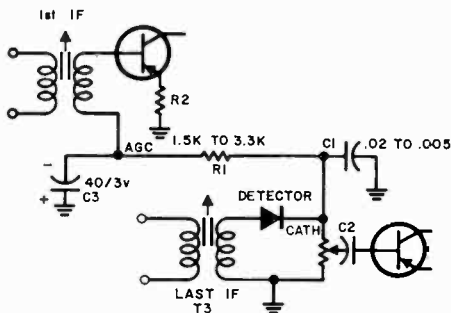 1st IF
R2
AGC
1.5K TO 3.3K
R1
C1
.02 TO .005
-
40/3v
+
C3
DETECTOR
CATH
C2
LAST IF
T3